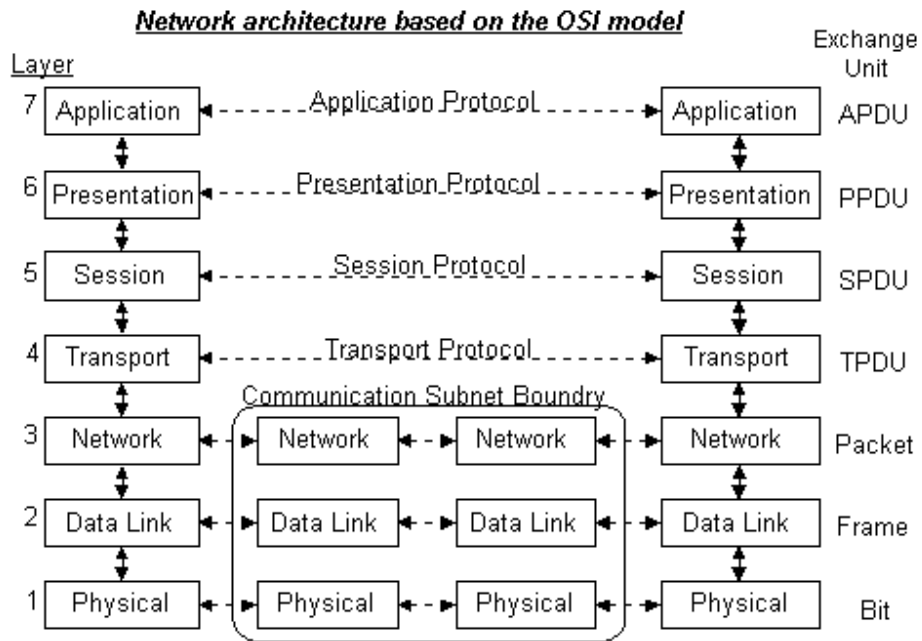 Network architecture based on the OSI model
Exchange
Unit
Layer
7 Application Application Protocol Application APDU
6 Presentation Presentation Protocol Presentation PPDU
5 Session Session Protocol Session SPDU
4 Transport Transport Protocol Transport TPDU
Communication Subnet Boundry
3 Network Network Network Network Packet
2 Data Link Data Link Data Link Data Link Frame
1 Physical Physical Physical Physical Bit